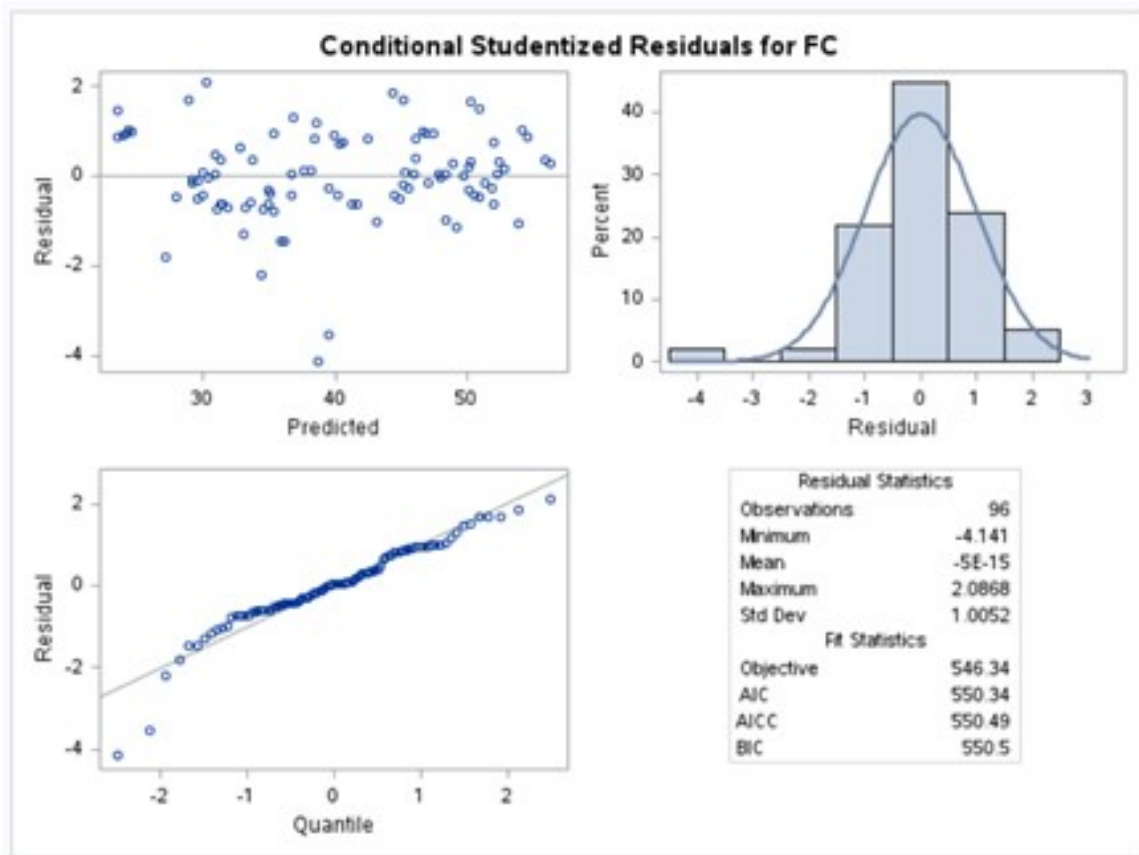 Conditional Studentized Residuals for FC
2
0
-2
-4
Residual
30
40
50
Predicted
40
30
20
10
0
Percent
-4
-3
-2
-1
0
1
2
3
Residual
2
0
-2
-4
Residual
-2
-1
0
1
2
Quantile
Residual Statistics
Observations 96
Minimum -4.141
Mean -5E-15
Maximum 2.0868
Std Dev 1.0052
Fit Statistics
Objective 546.34
AIC 550.34
AICC 550.49
BIC 550.5